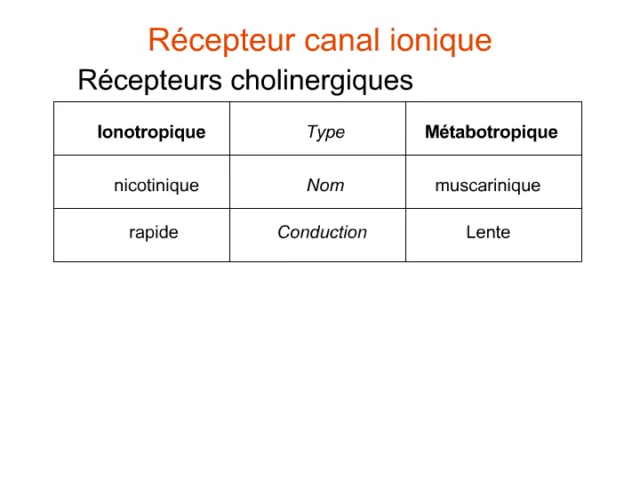 Récepteur canal ionique
Récepteurs cholinergiques
Ionotropique Type Métabotropique
nicotinique Nom muscarinique
rapide Conduction Lente